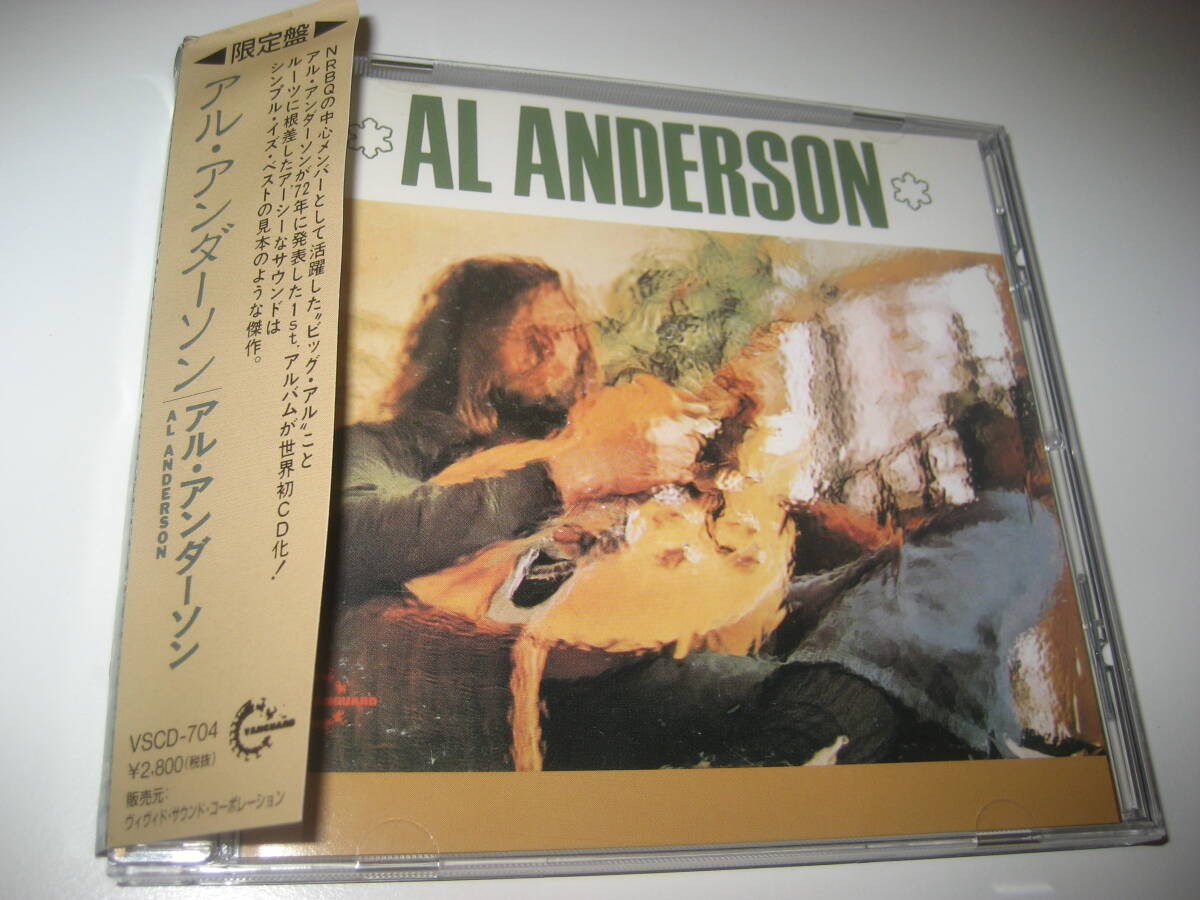 ◀限定盤▶
NRBQの中心メンバーとして活躍した“ビッグ・アル”こと
アル・アンダーソンが'72年に発表した1st.アルバムが世界初CD化!
ルーツに根差したアーシーなサウンドは
シンプル・イズ・ベストの見本のような傑作。
アル・アンダーソン|アル・アンダーソン
AL ANDERSON
VSCD-704
¥2,800(税抜)
VANGUARD
販売元:
ヴィヴィド・サウンド・コーポレーション
AL ANDERSON